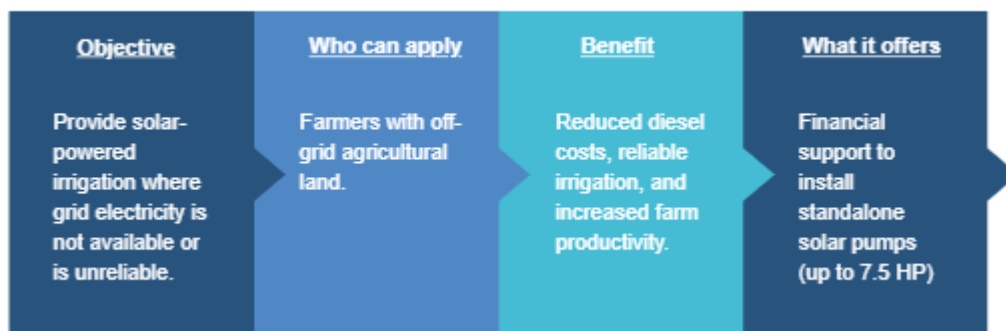 Objective
Provide solar-
powered
irrigation where
grid electricity is
not available or
is unreliable.
Who can apply
Farmers with off-
grid agricultural
land.
Benefit
Reduced diesel
costs, reliable
irrigation, and
increased farm
productivity.
What it offers
Financial
support to
install
standalone
solar pumps
(up to 7.5 HP)